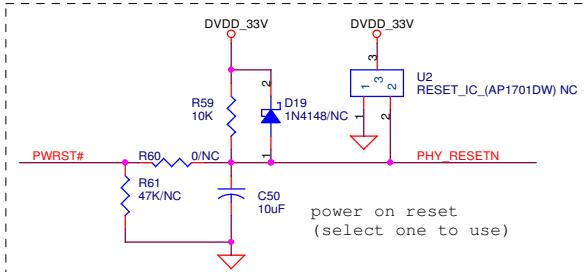 DVDD_33V DVDD_33V
3
2 U2
R59 D19 1 3 2 RESET_IC_(AP1701DW) NC
10K 1N4148/NC
1 2
PWRST# R60 0/NC 1 PHY_RESETN
R61
47K/NC C50
10uF power on reset
(select one to use)